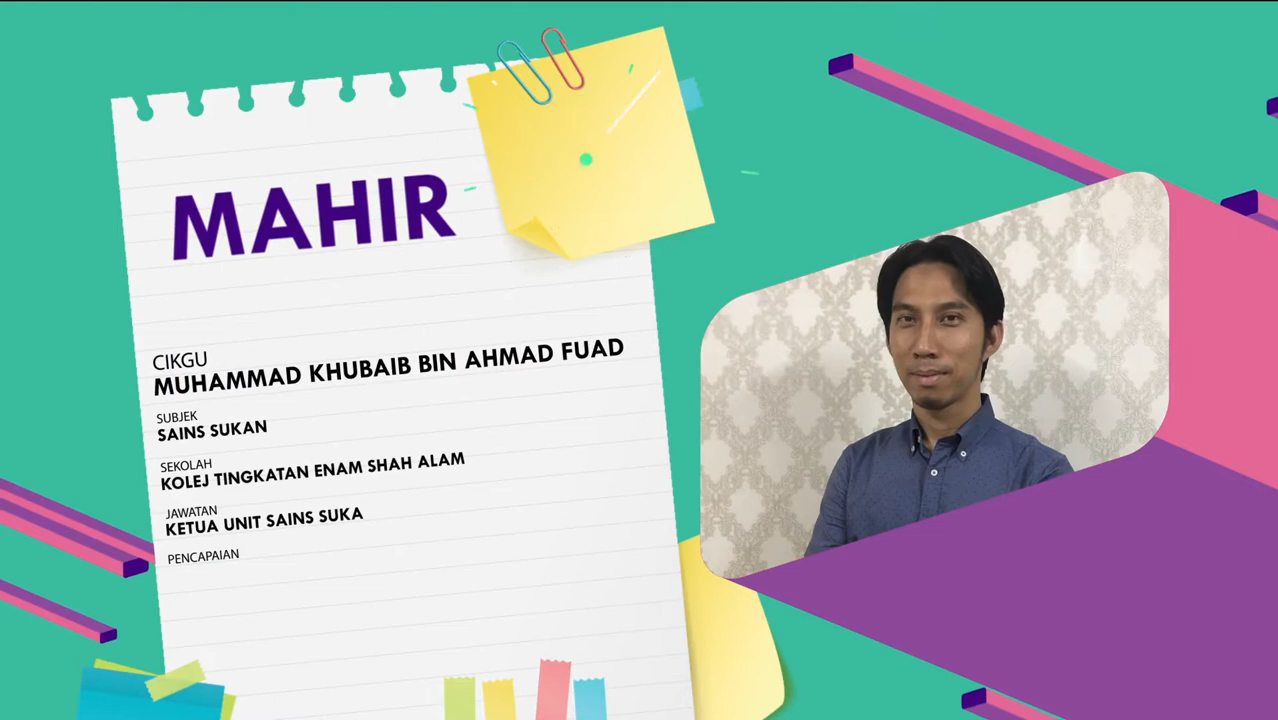 MAHIR
CIKGU
MUHAMMAD KHUBAIB BIN AHMAD FUAD
SUBJEK
SAINS SUKAN
SEKOLAH
KOLEJ TINGKATAN ENAM SHAH ALAM
JAWATAN
KETUA UNIT SAINS SUKA
PENCAPAIAN